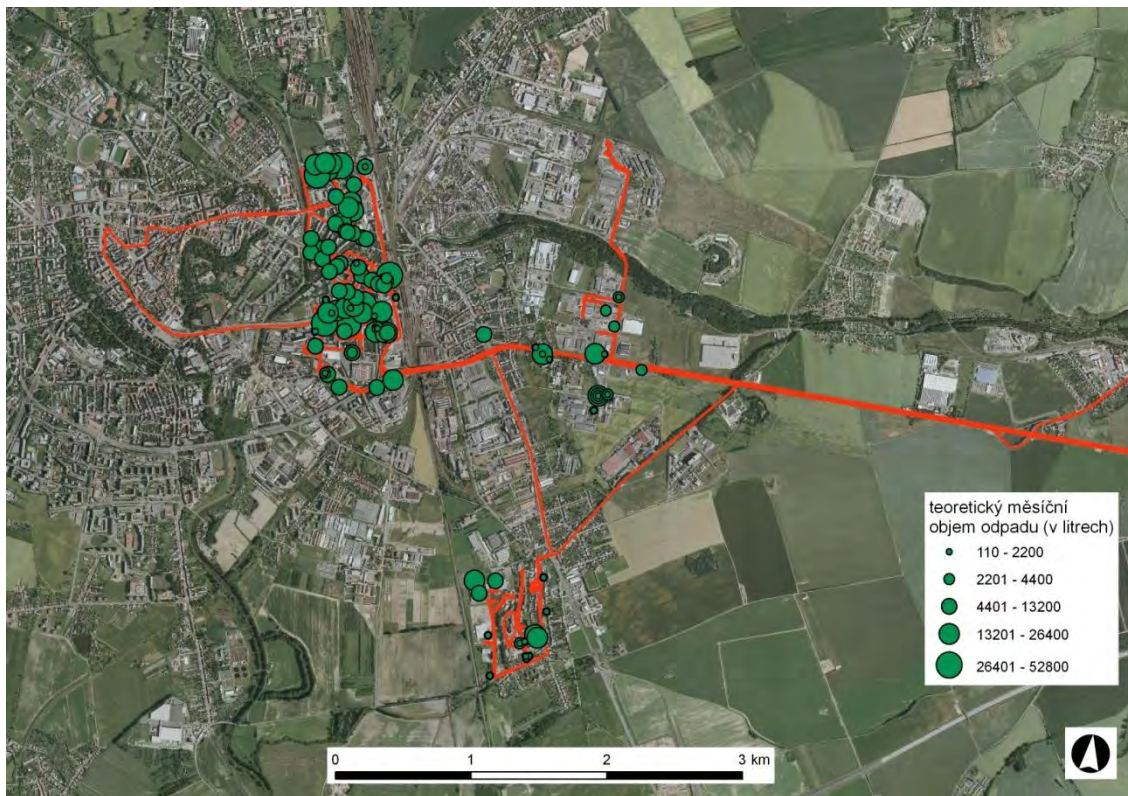 teoretický měsíční
objem odpadu (v litrech)
110 - 2200
2201 - 4400
4401 - 13200
13201 - 26400
26401 - 52800
0 1 2 3 km